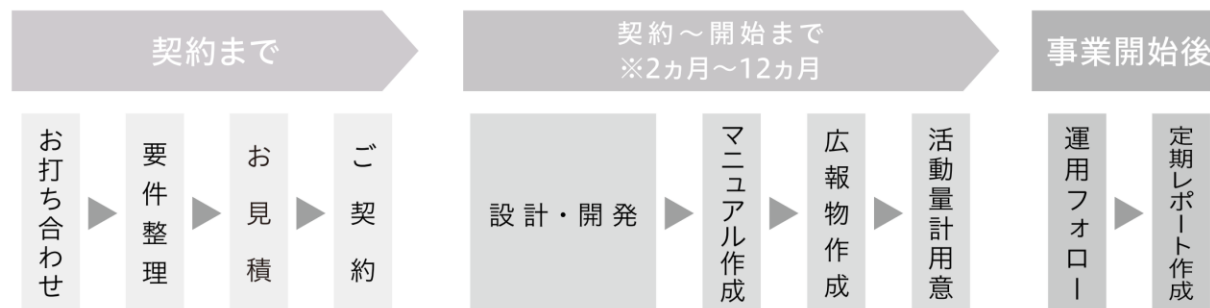 契約まで
契約～開始まで
※2ヵ月～12ヵ月
事業開始後
お打ち合わせ
要件整理
お見積
ご契約
設計・開発
マニュアル作成
広報物作成
活動量計用意
運用フォロー
定期レポート作成